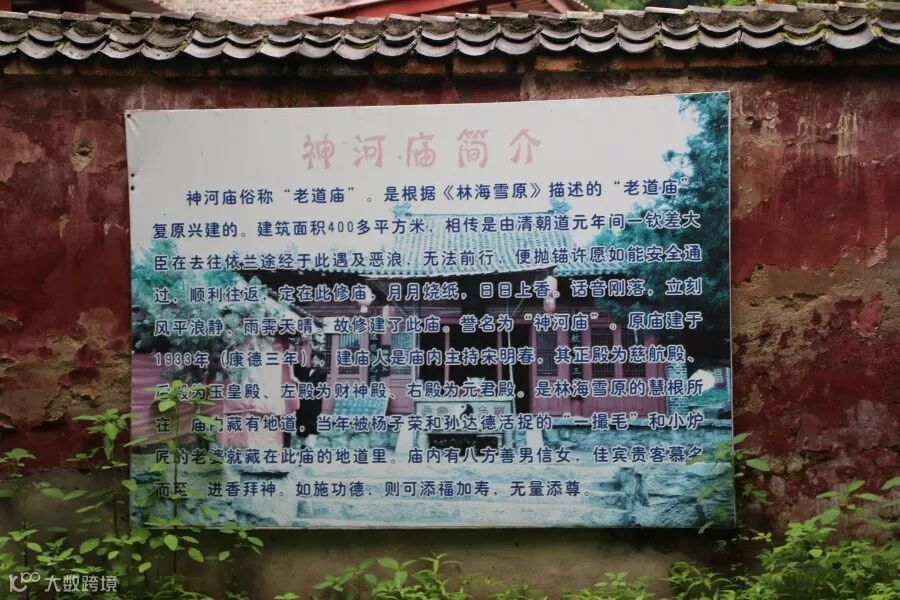 神河庙简介
神河庙俗称“老道庙”。是根据《林海雪原》描述的“老道庙”
复原兴建的。建筑面积400多平方米，相传是由清朝道元年间一钦差大
臣在去往依兰途经于此遇及恶浪，无法前行，便抛锚许愿如能安全通
过，顺利往返，定在此修庙，月月烧纸，日日上香。话音刚落，立刻
风平浪静、雨霁天晴，故修建了此庙。誉名为“神河庙”。原庙建于
1933年（康德三年），建庙人是庙内主持宋明春，其正殿为慈航殿、
后殿为玉皇殿、左殿为财神殿、右殿为元君殿。是林海雪原的慧根所
在 庙内藏有地道，当年被杨子荣和孙达德活捉的“一撮毛”和小炉
匠的老婆就藏在此庙的地道里。庙内有八方善男信女，佳宾贵客慕名
而至 进香拜神。如施功德，则可添福加寿，无量添尊。
大数跨境